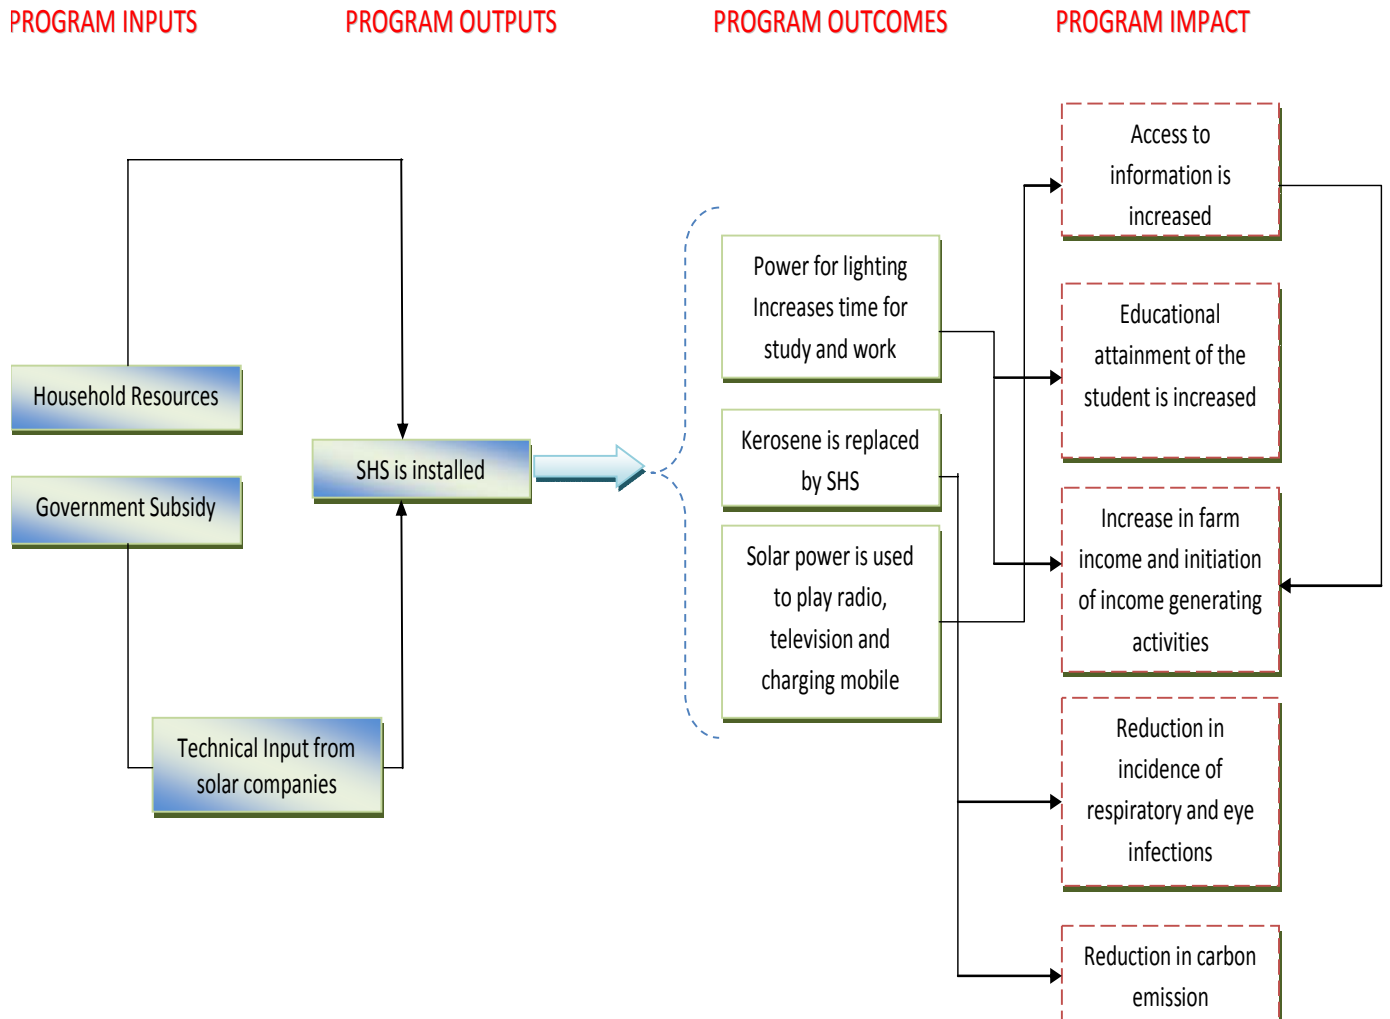 PROGRAM INPUTS
PROGRAM OUTPUTS
PROGRAM OUTCOMES
PROGRAM IMPACT
Household Resources
Government Subsidy
Technical Input from
solar companies
SHS is installed
Power for lighting
Increases time for
study and work
Kerosene is replaced
by SHS
Solar power is used
to play radio,
television and
charging mobile
Access to
information is
increased
Educational
attainment of the
student is increased
Increase in farm
income and initiation
of income generating
activities
Reduction in
incidence of
respiratory and eye
infections
Reduction in carbon
emission